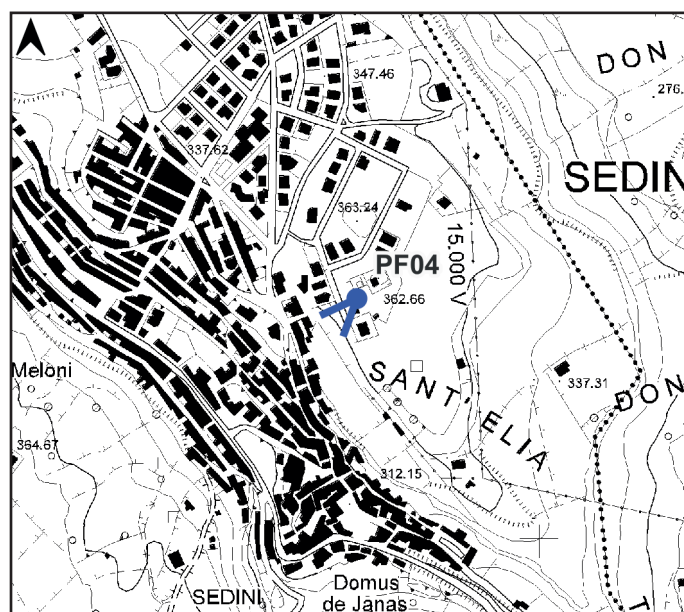 347.46
DON
276.
337.62
SEDIN
363.24
PF04
15.000 V
362.66
Meloni
SANT' ELIA
337.31
DON
364.67
312.15
SEDINI
Domus
de Janas
T